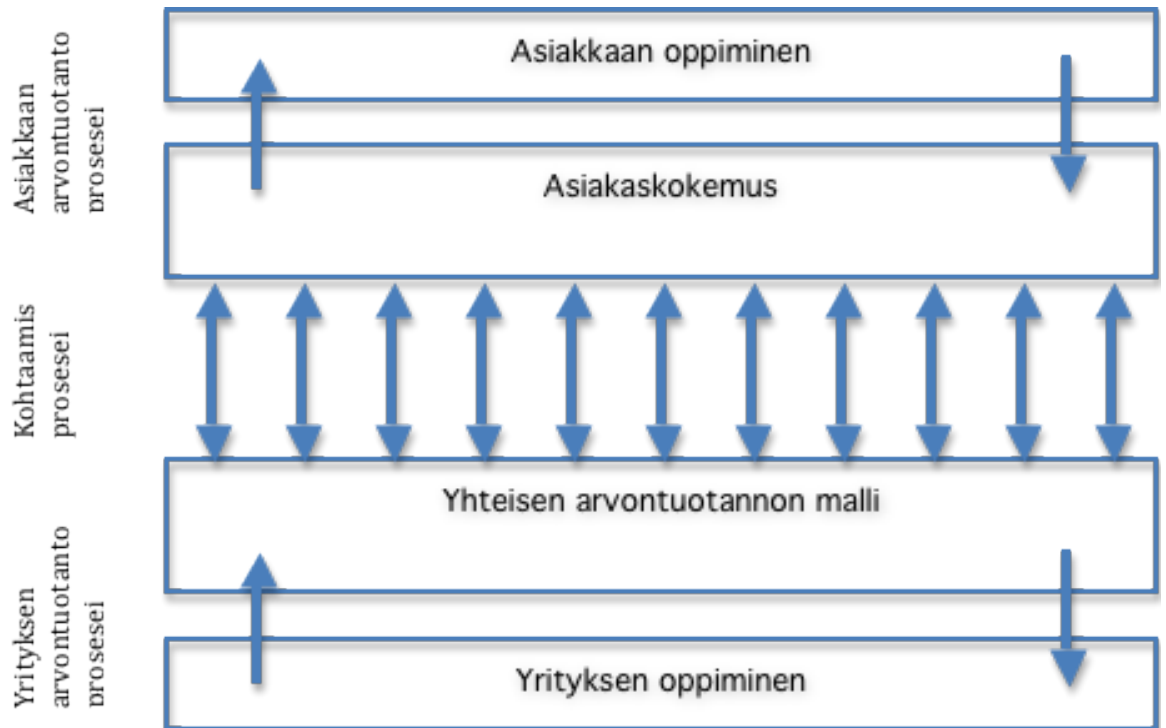 Asiakkaan
arvontuotanto
prosesei
Asiakkaan oppiminen
Asiakaskokemus
Kohtaamis
prosesei
Yhteisen arvontuotannon malli
Yrityksen
arvontuotanto
prosesei
Yrityksen oppiminen